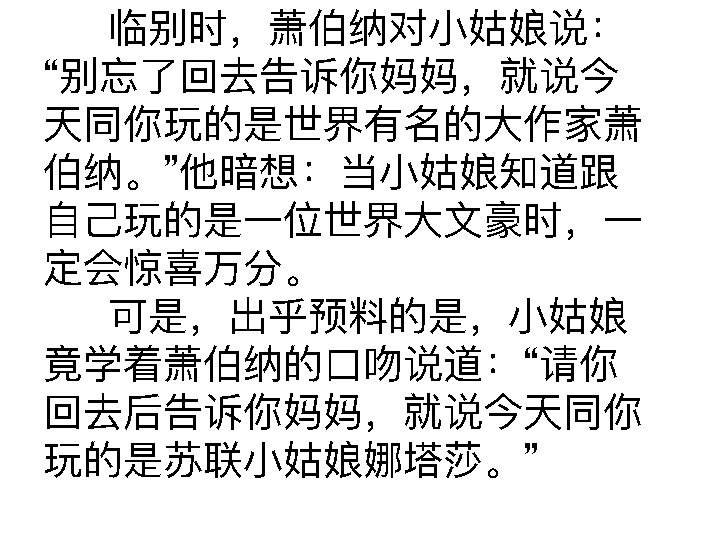 临别时，萧伯纳对小姑娘说：
“别忘了回去告诉你妈妈，就说今
天同你玩的是世界有名的大作家萧
伯纳。”他暗想：当小姑娘知道跟
自己玩的是一位世界大文豪时，一
定会惊喜万分。
可是，出乎预料的是，小姑娘
竟学着萧伯纳的口吻说道：“请你
回去后告诉你妈妈，就说今天同你
玩的是苏联小姑娘娜塔莎。”